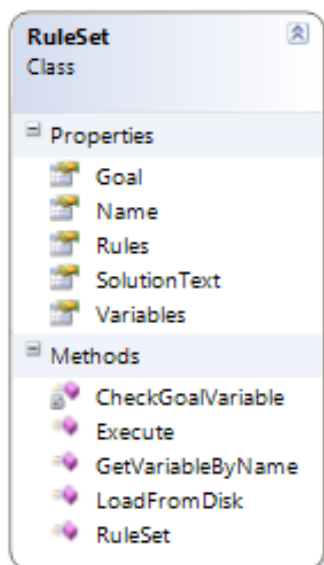 RuleSet
Class
Properties
Goal
Name
Rules
SolutionText
Variables
Methods
CheckGoalVariable
Execute
GetVariableByName
LoadFromDisk
RuleSet